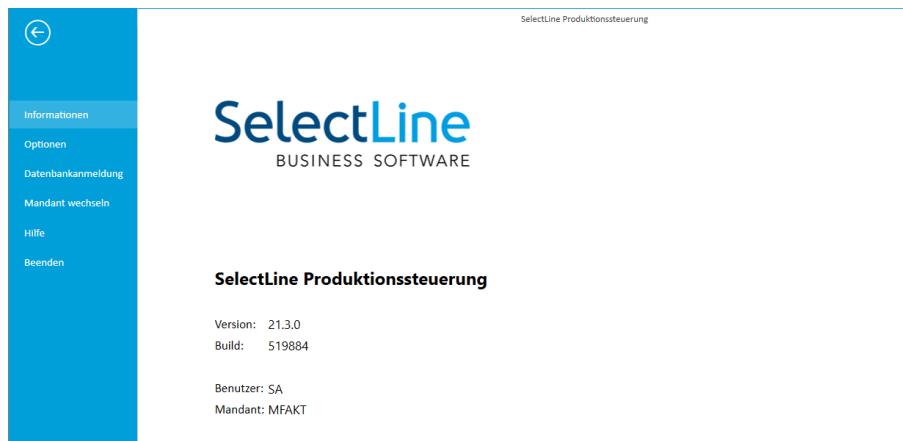 SelectLine Produktionssteuerung
Informationen
Optionen
Datenbankanmeldung
Mandant wechseln
Hilfe
Beenden
SelectLine
BUSINESS SOFTWARE
SelectLine Produktionssteuerung
Version: 21.3.0
Build: 519884
Benutzer: SA
Mandant: MFAKT